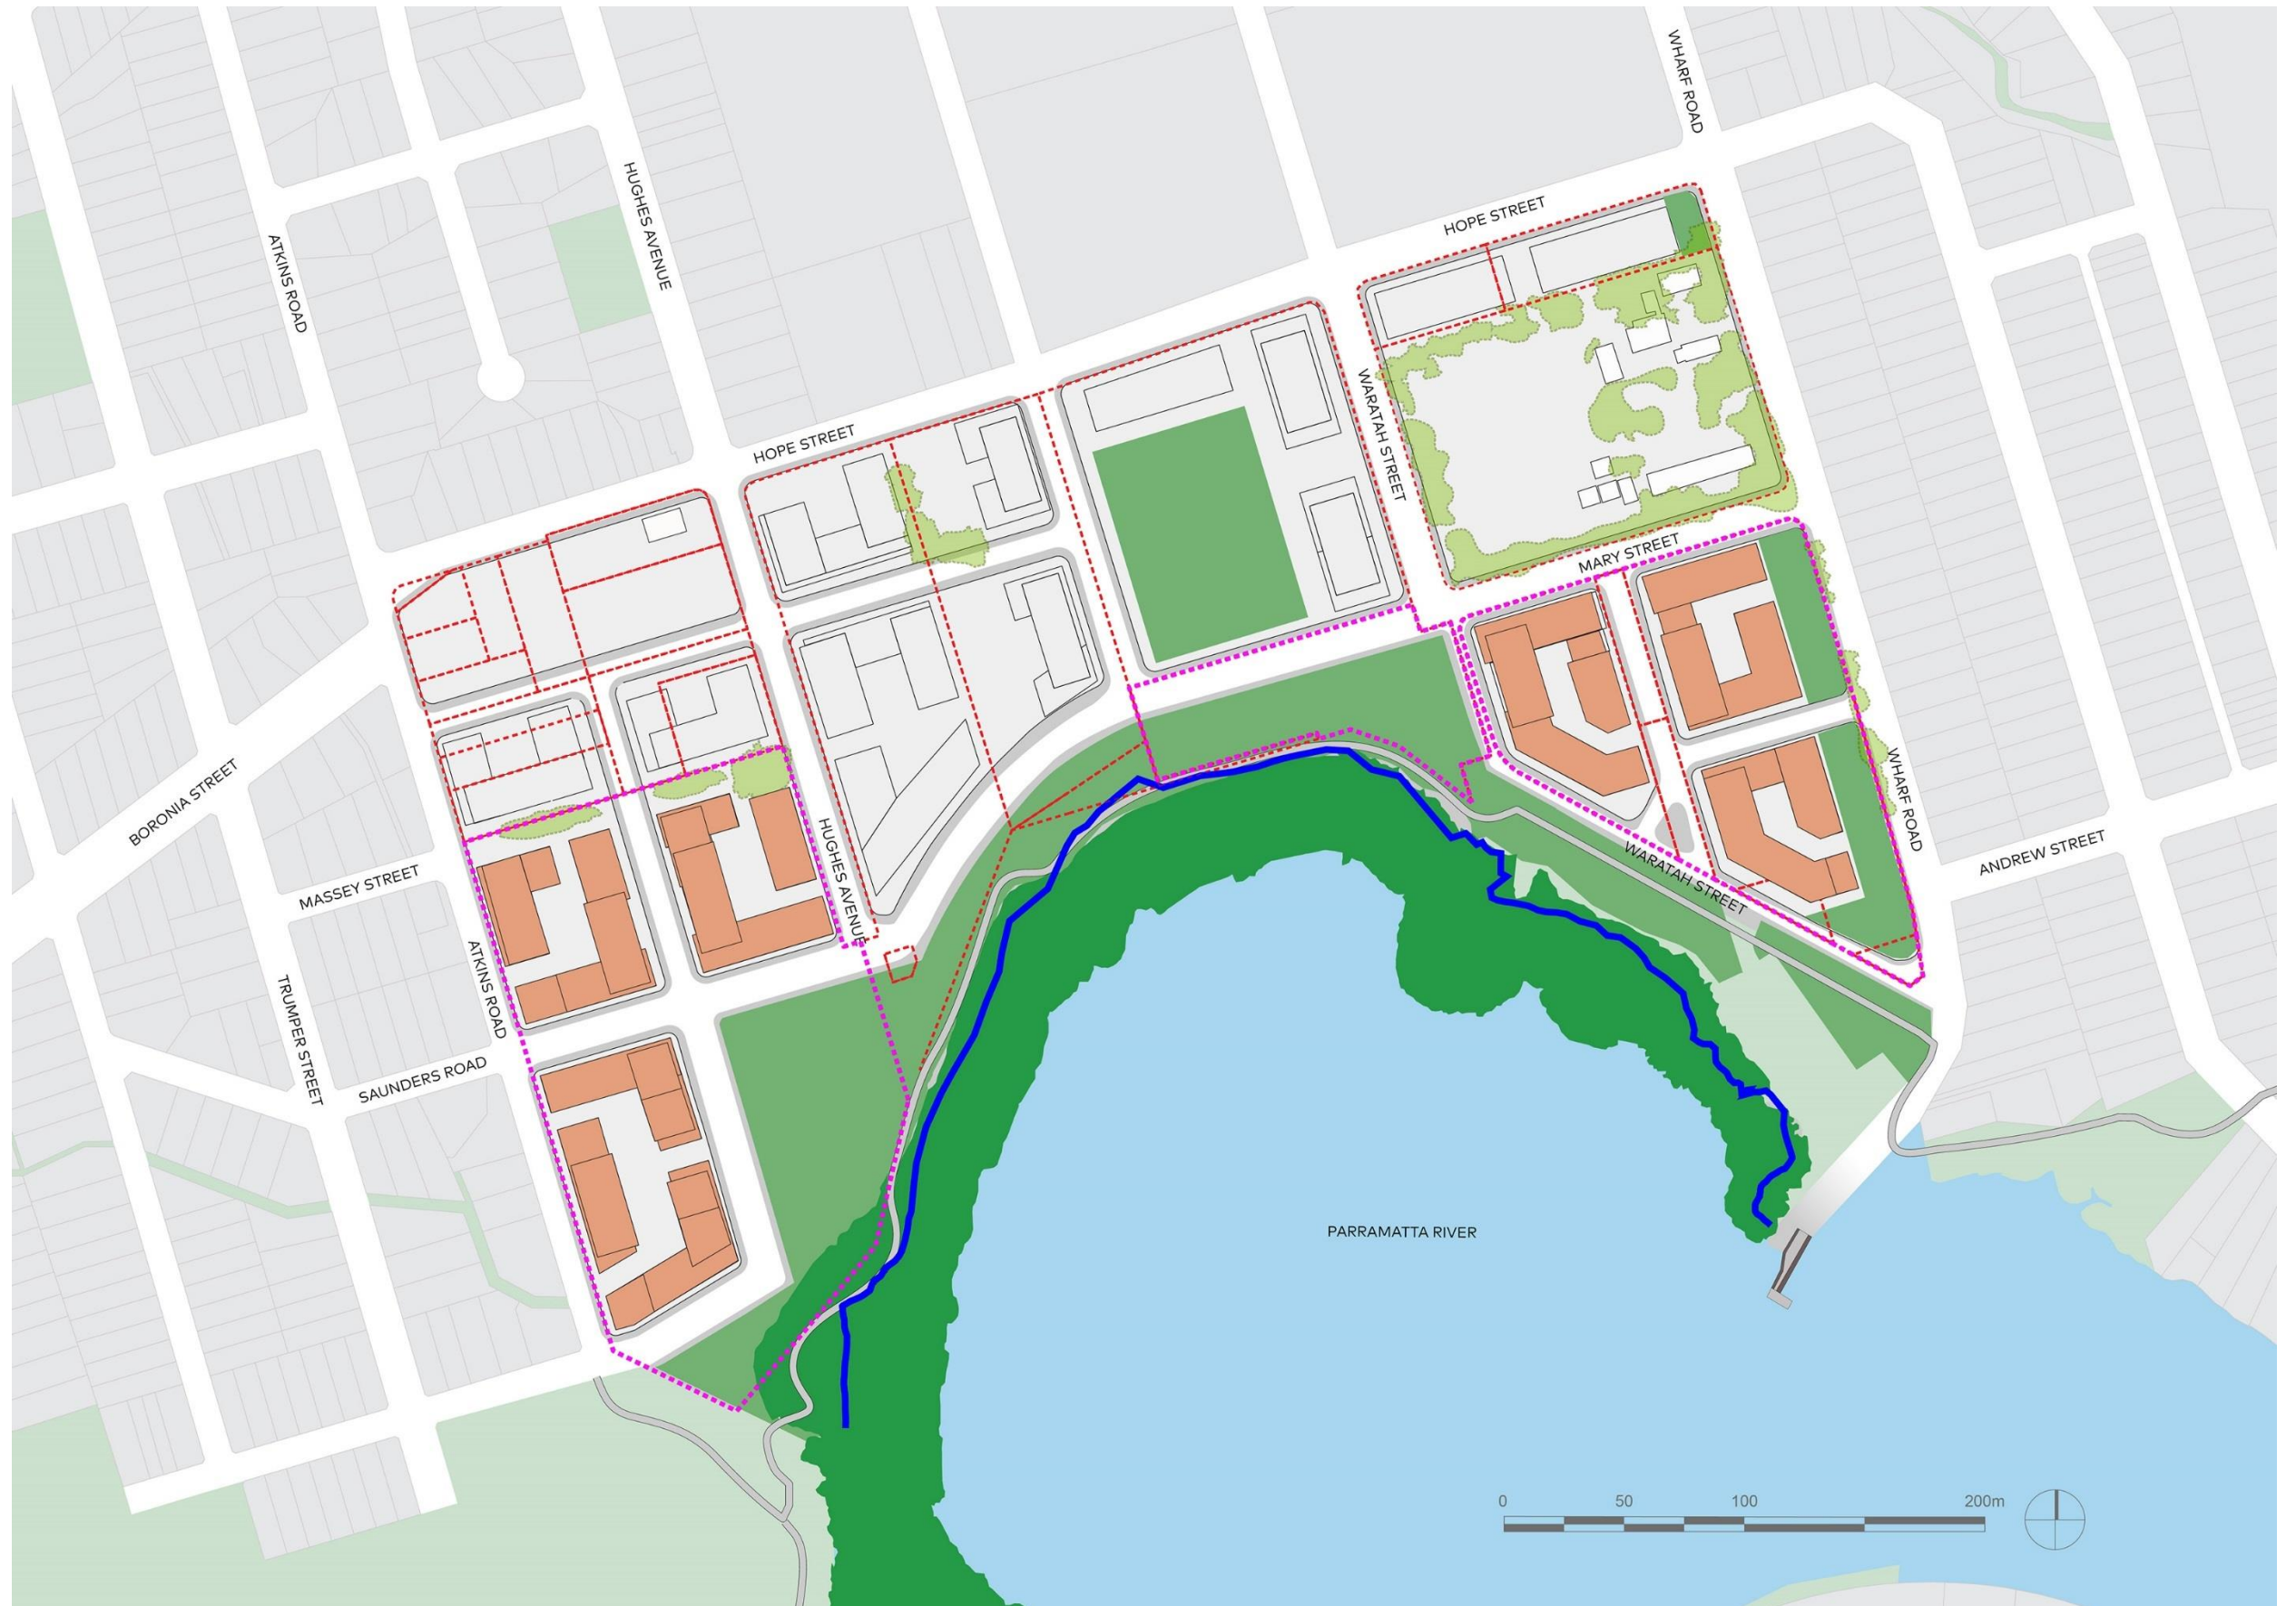 WHARF ROAD
HUGHES AVENUE
ATKINS ROAD
HOPE STREET
HOPE STREET
WARATAH STREET
MARY STREET
BORONIA STREET
MASSEY STREET
HUGHES AVENUE
WHARF ROAD
WARATAH STREET
ANDREW STREET
ATKINS ROAD
TRUMPER STREET
SAUNDERS ROAD
PARRAMATTA RIVER
0 50 100 200m